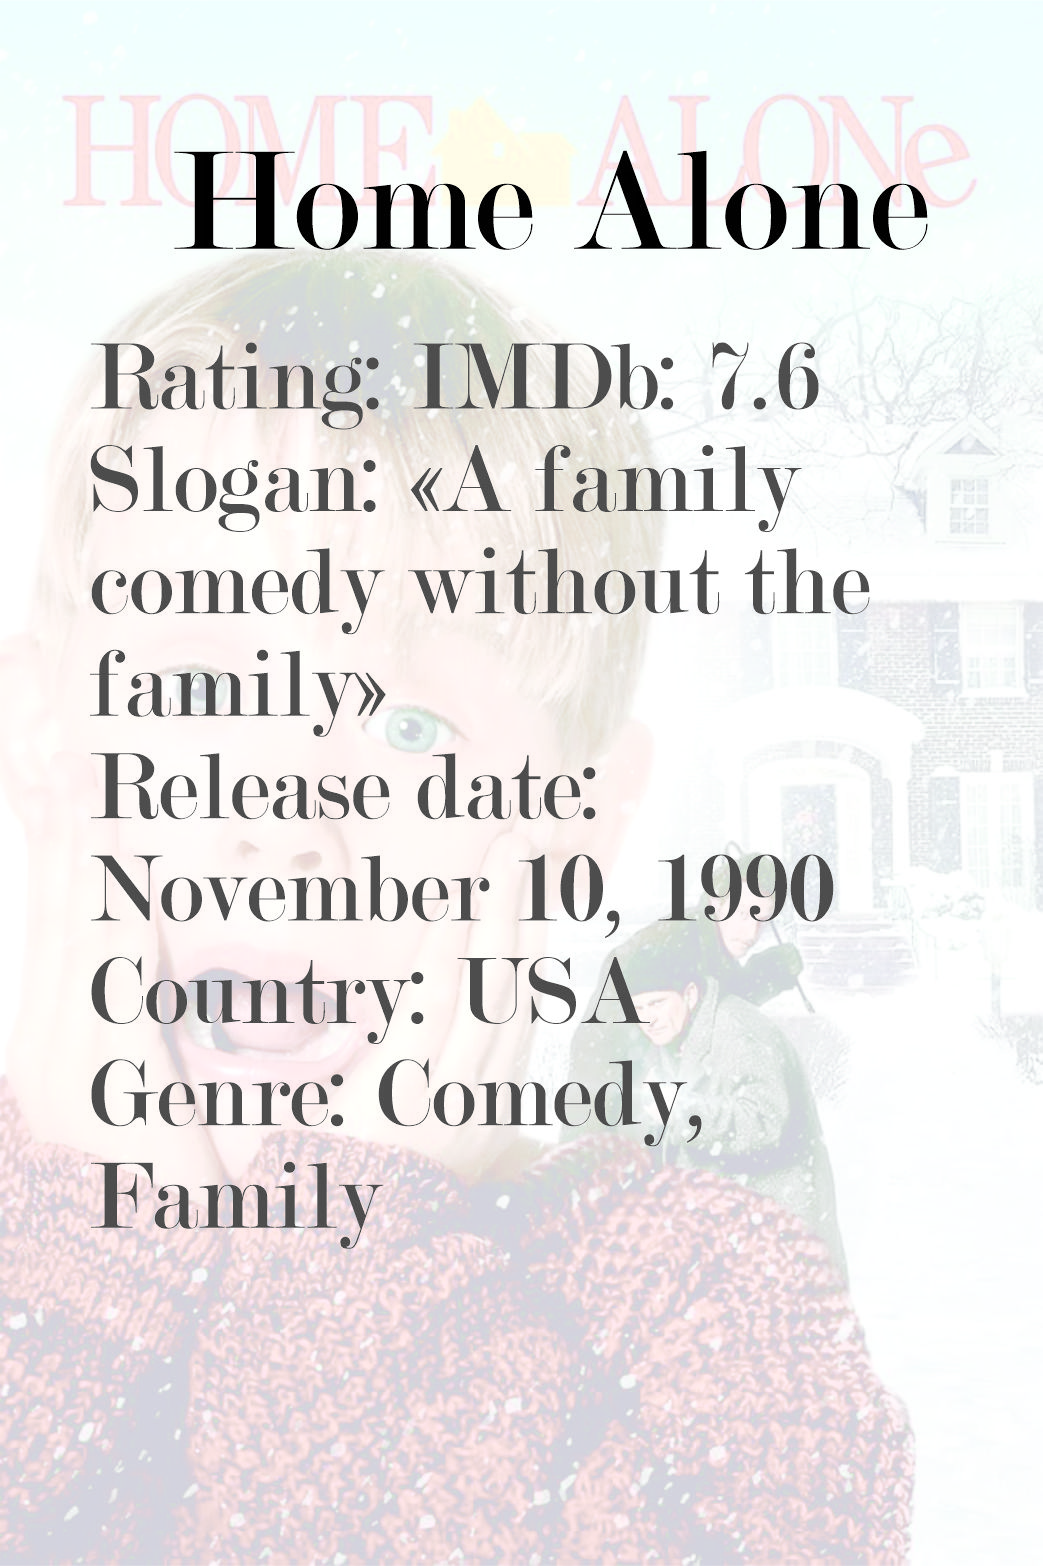 HOME ALONe
Home Alone
Rating: IMDb: 7.6
Slogan: «A family
comedy without the
family»
Release date:
November 10, 1990
Country: USA
Genre: Comedy,
Family